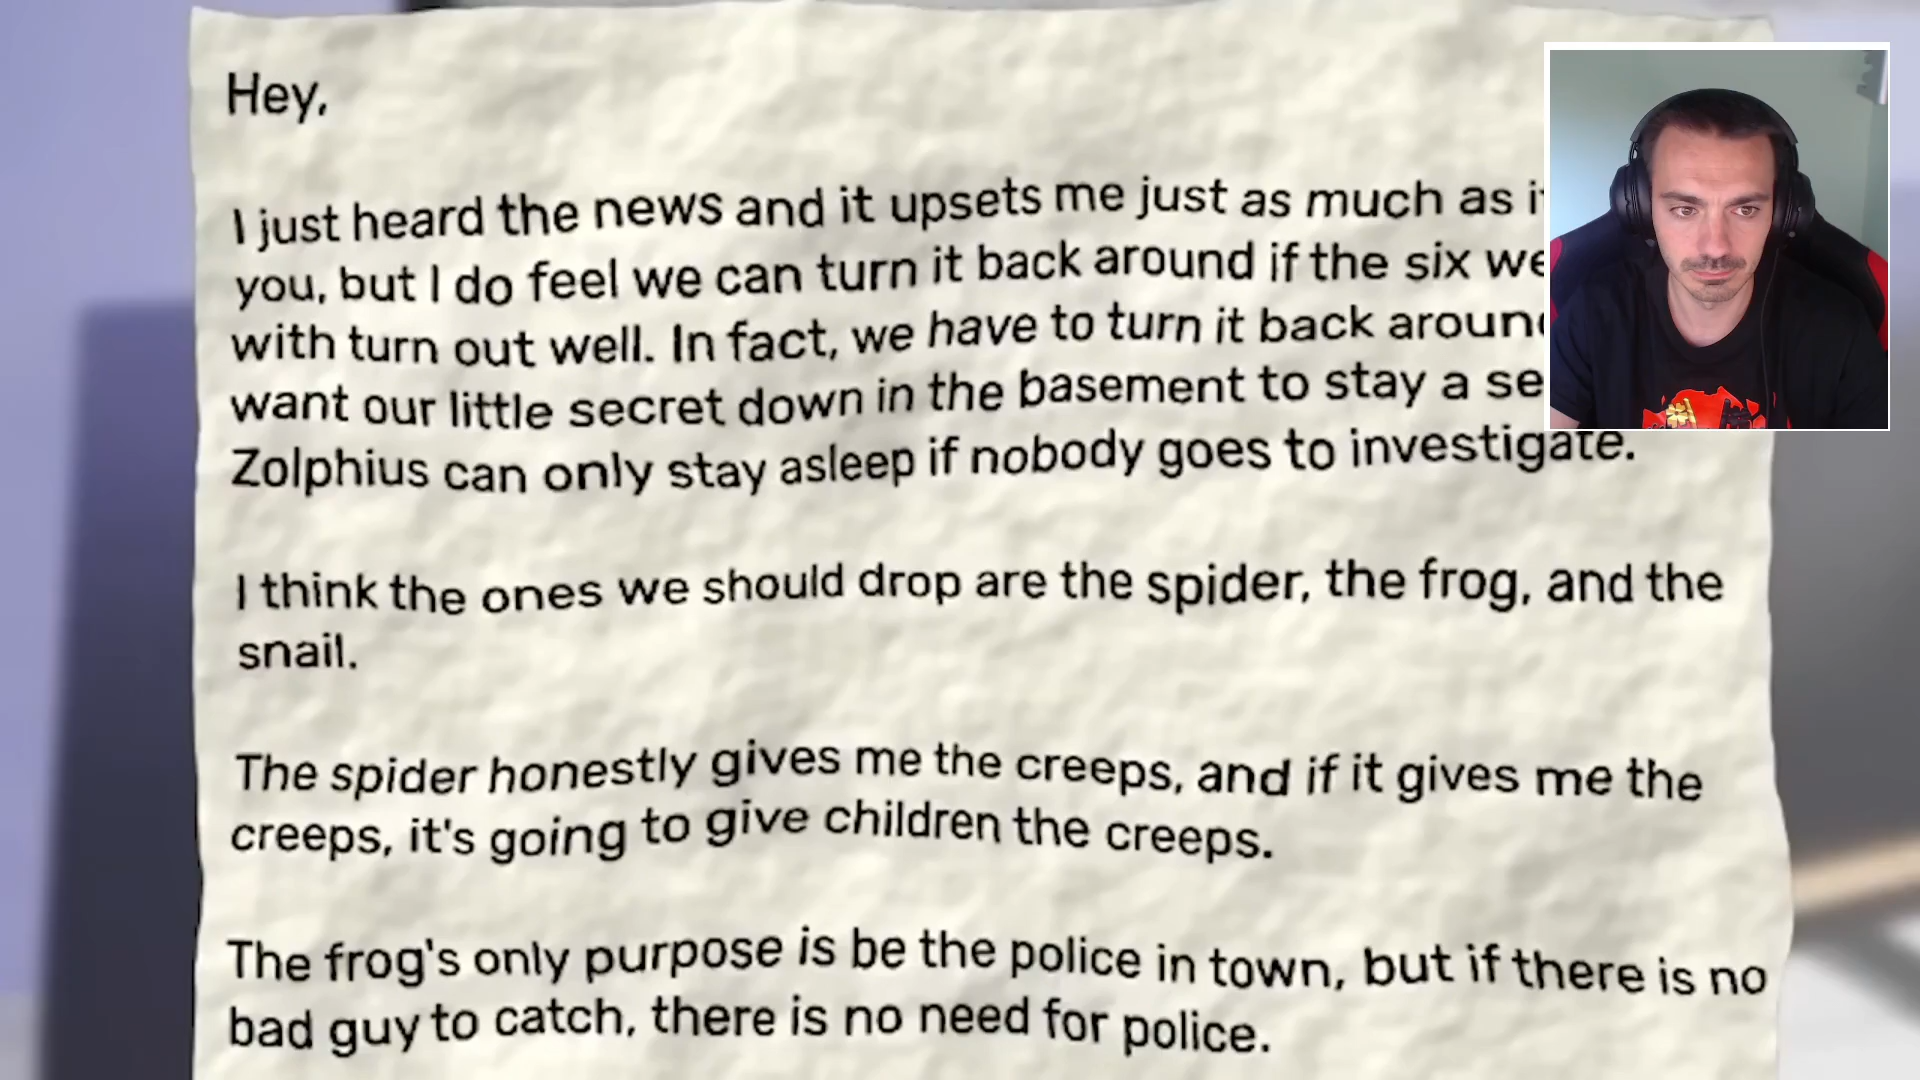 Hey,
I just heard the news and it upsets me just as much as
you, but I do feel we can turn it back around if the six
with turn out well. In fact, we have to turn it back
want our little secret down in the basement to stay a
Zolphius can only stay asleep if nobody goes to investigate.
I think the ones we should drop are the spider, the frog, and the
snail.
The spider honestly gives me the creeps, and if it gives me the
creeps, it's going to give children the creeps.
The frog's only purpose is be the police in town, but if there is no
bad guy to catch, there is no need for police.